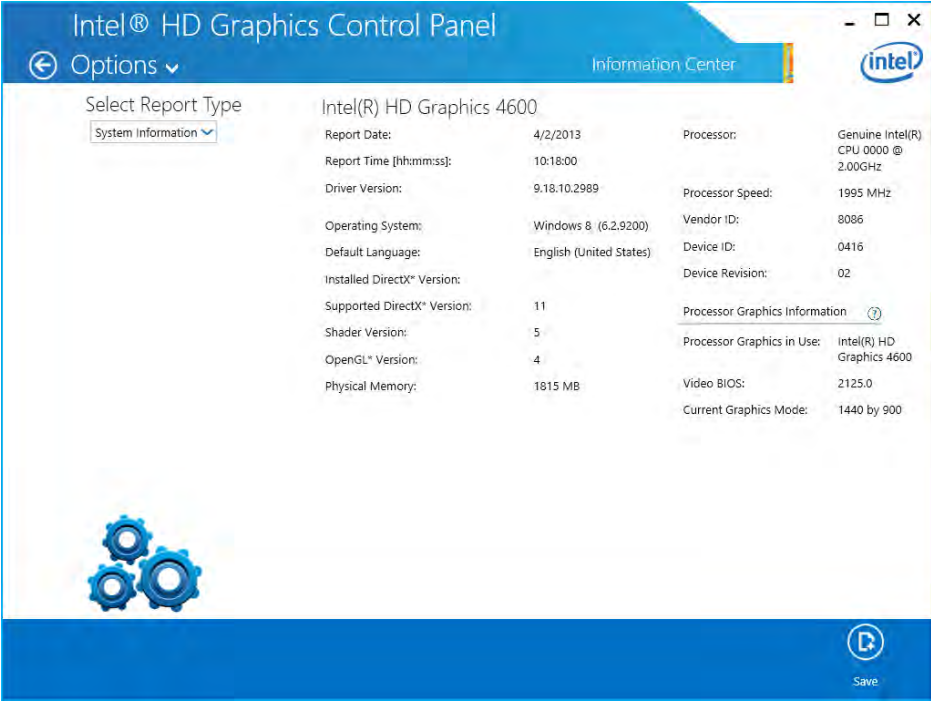 Intel® HD Graphics Control Panel
Options
Information Center
intel
Select Report Type
System Information
Intel(R) HD Graphics 4600
Report Date: 4/2/2013
Report Time [hh:mm:ss]: 10:18:00
Driver Version: 9.18.10.2989
Operating System: Windows 8 (6.2.9200)
Default Language: English (United States)
Installed DirectX* Version:
Supported DirectX* Version: 11
Shader Version: 5
OpenGL* Version: 4
Physical Memory: 1815 MB
Processor: Genuine Intel(R)
CPU 0000 @
2.00GHz
Processor Speed: 1995 MHz
Vendor ID: 8086
Device ID: 0416
Device Revision: 02
Processor Graphics Information ?
Processor Graphics in Use: Intel(R) HD
Graphics 4600
Video BIOS: 2125.0
Current Graphics Mode: 1440 by 900
Save